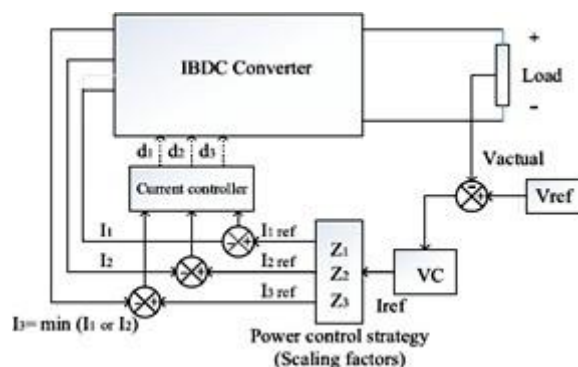 IBDC Converter
+
Load
-
d1 d2 d3
Current controller
Vactual
- +
Vref
I1
- +
I1 ref
I2
- +
I2 ref
I3= min (I1 or I2)
- +
I3 ref
Z1
Z2
Z3
Iref
VC
Power control strategy
(Scaling factors)